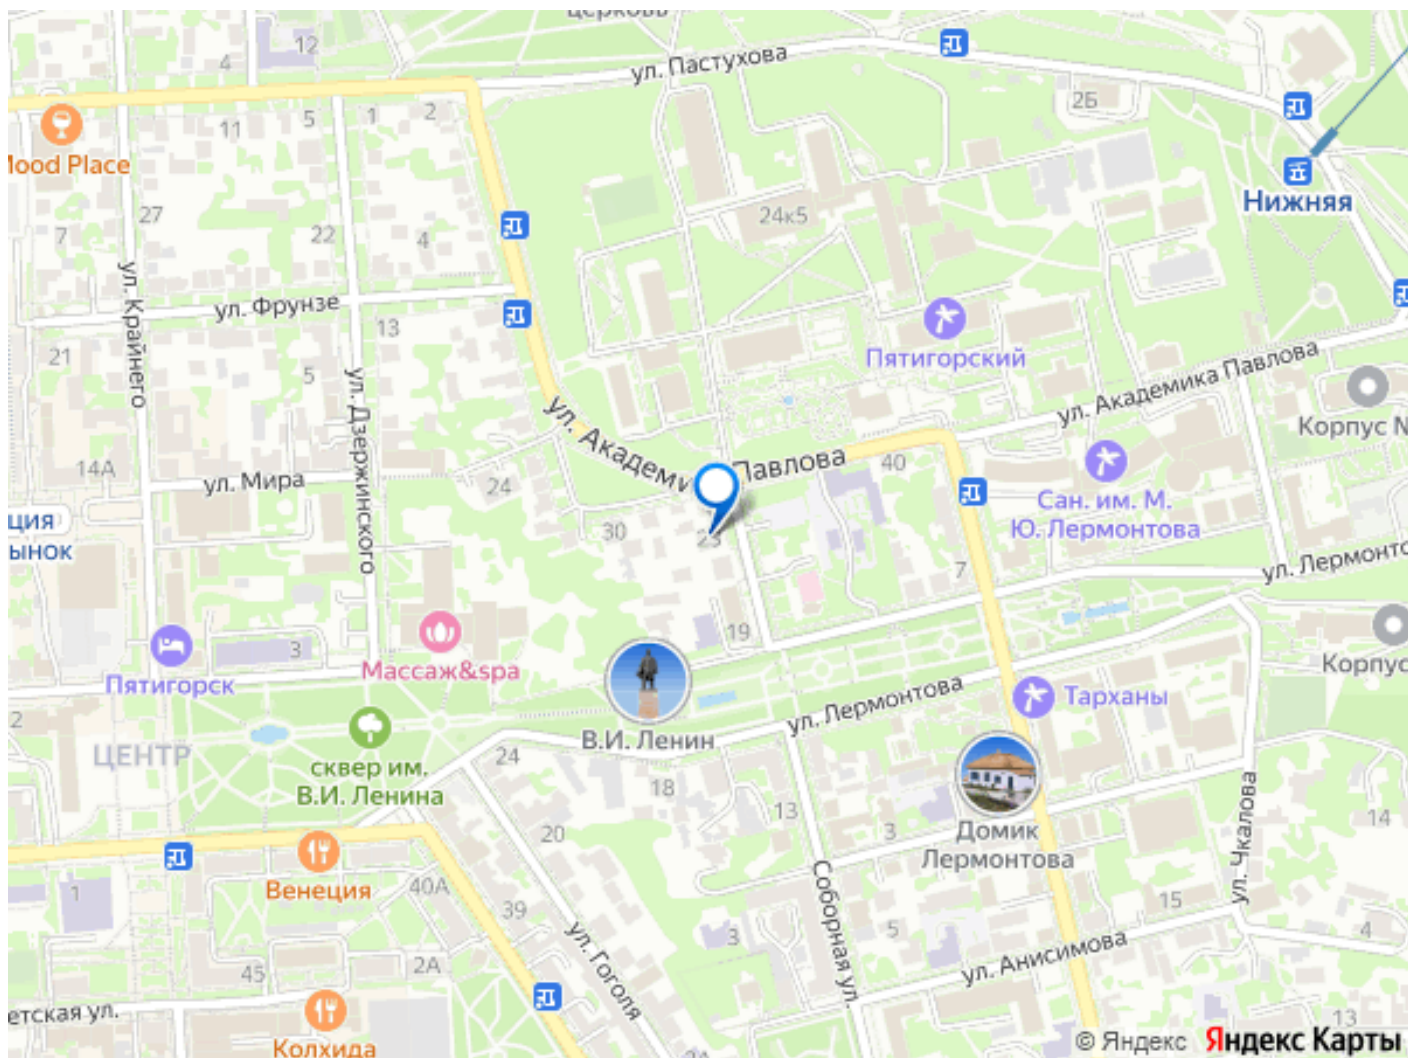 церковь
12
4
ул. Пастухова
2Б
1
2
5
11
Mood Place
Нижняя
27
7
22
4
24к5
ул. Крайнего
ул. Фрунзе
13
21
5
ул. Дзержинского
Пятигорский
ул. Академика Павлова
Корпус
14А
ул. Мира
24
Павлова
40
Сан. им. М.
Ю. Лермонтова
30
23
7
ул. Лермонто
ция
ынок
19
3
Пятигорск
Массаж&spa
Корпус
2
ЦЕНТР
сквер им.
В.И. Ленина
В.И. Ленин
ул. Лермонтова
Тарханы
24
18
13
20
3
Домик
Лермонтова
14
ул. Чкалова
1
Венеция
40А
39
Соборная ул.
15
3
5
4
ул. Гоголя
ул. Анисимова
45
2А
етская ул.
Колхида
13
© Яндекс Яндекс Карты